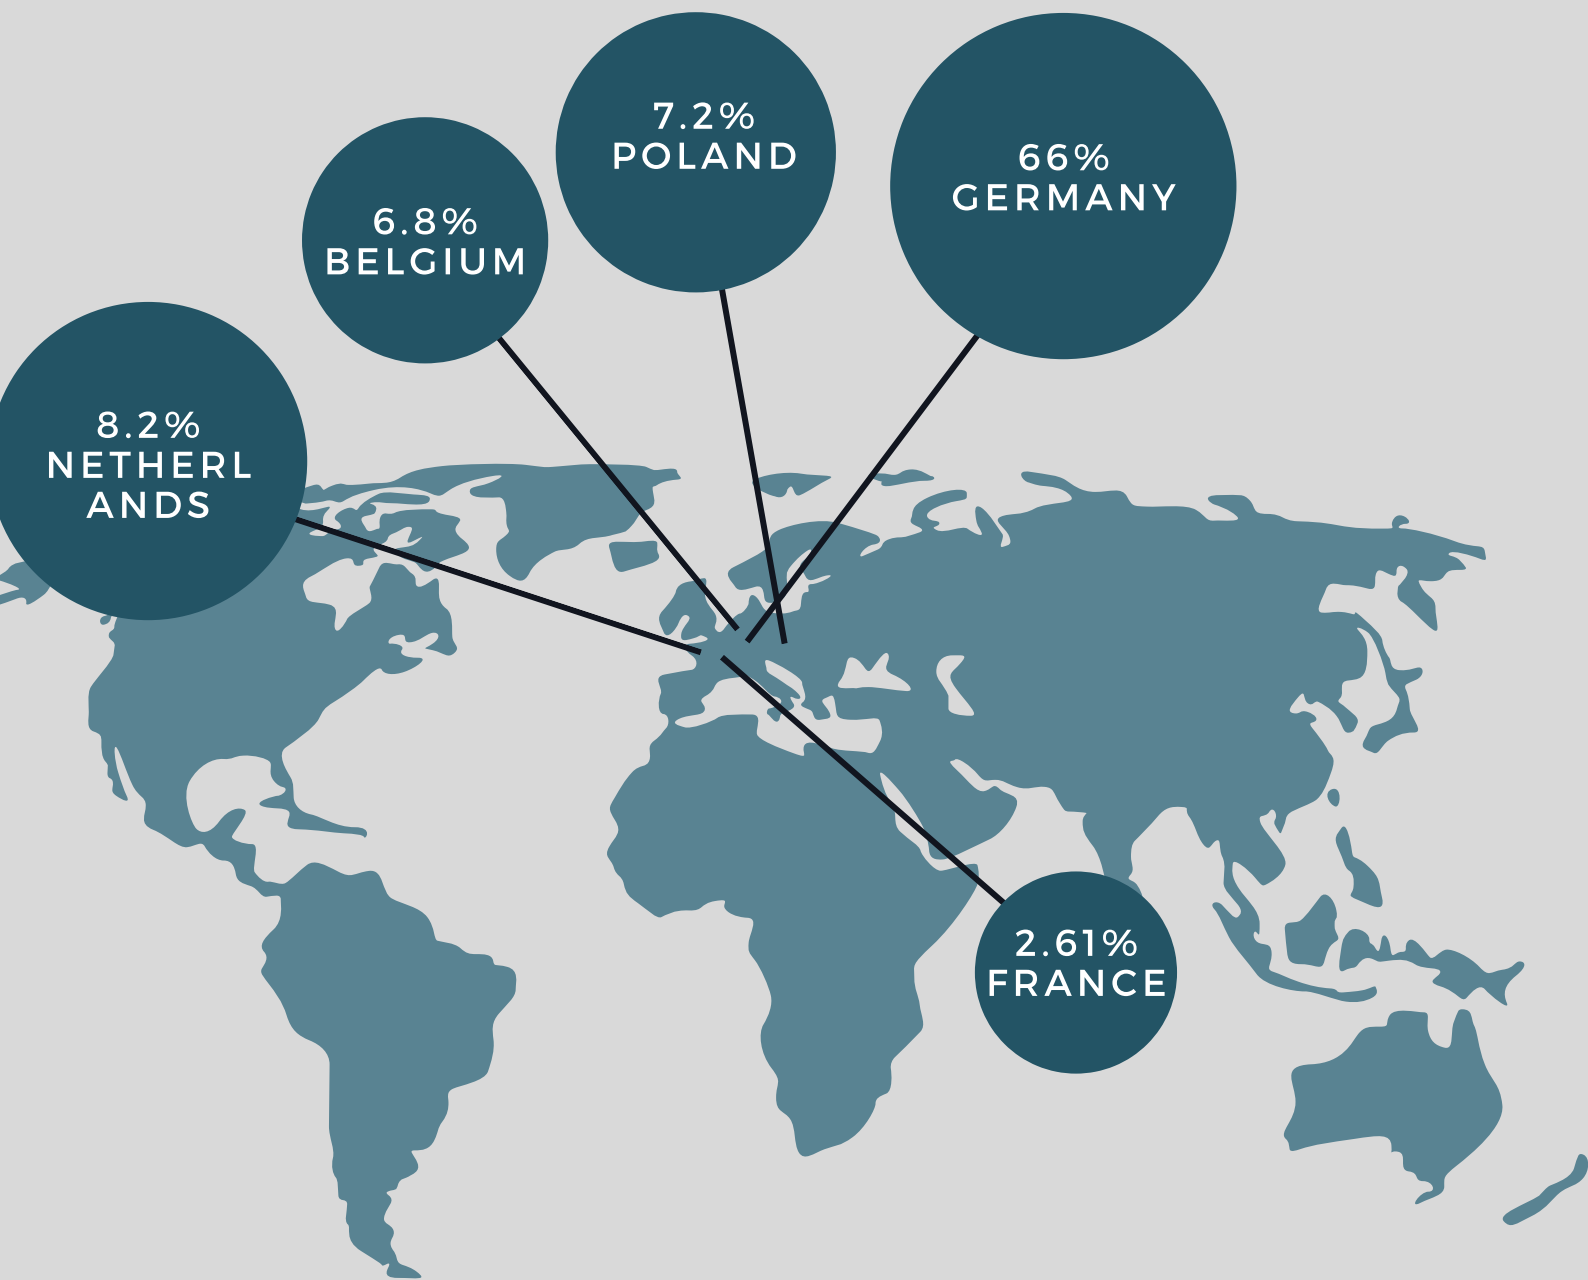 7.2%
POLAND
66%
GERMANY
6.8%
BELGIUM
8.2%
NETHERL
ANDS
2.61%
FRANCE